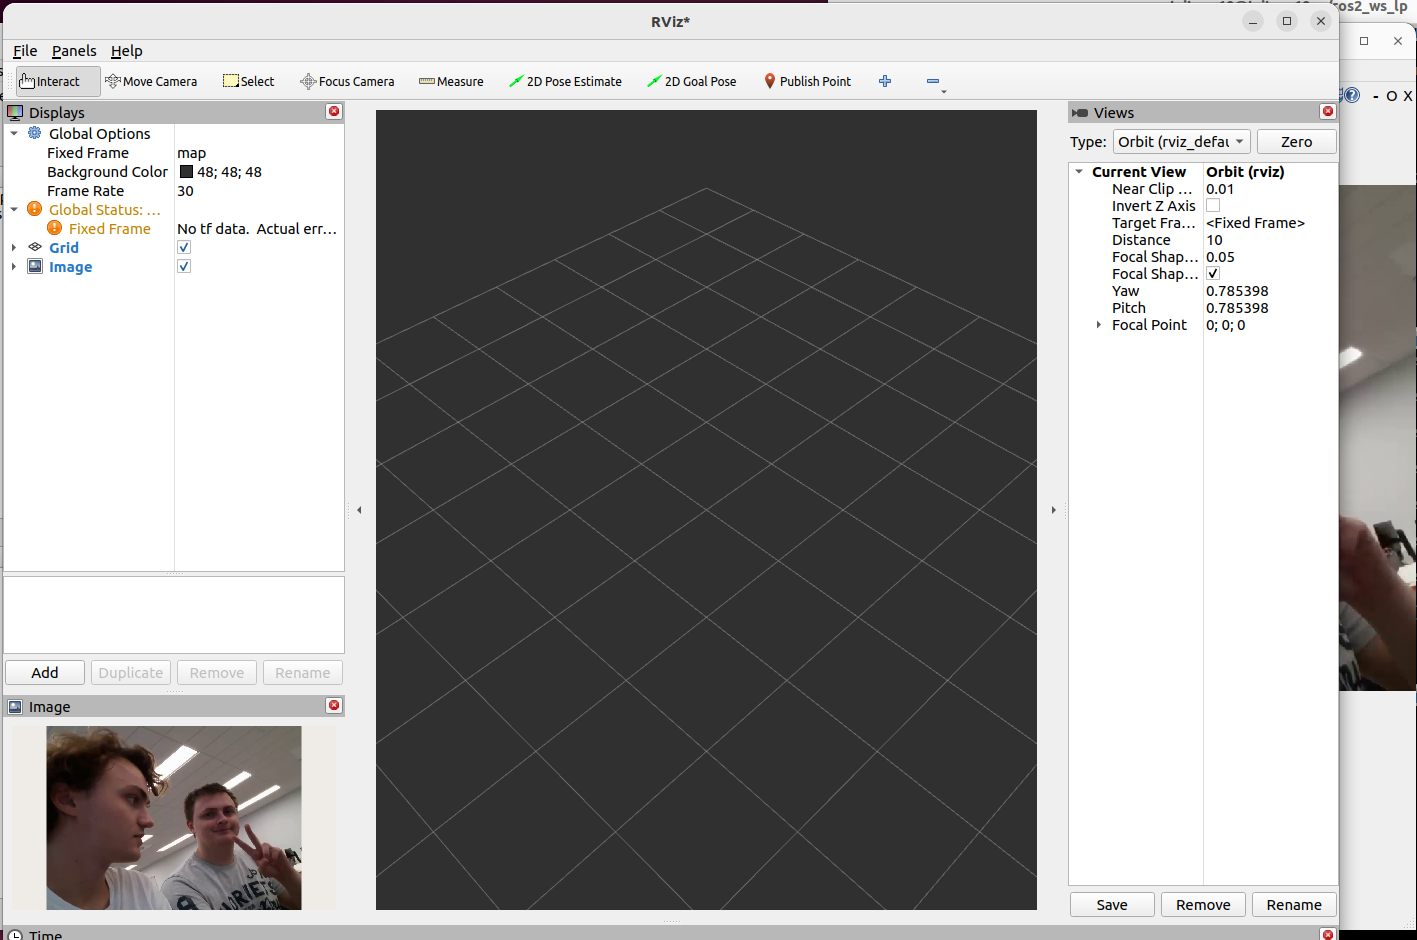 ros2_ws_lp
RViz*
File Panels Help
Interact Move Camera Select Focus Camera Measure 2D Pose Estimate 2D Goal Pose Publish Point
- O X
Displays
Global Options
Fixed Frame map
Background Color 48; 48; 48
Frame Rate 30
Global Status: ...
Fixed Frame No tf data. Actual err...
Grid
Image
Add Duplicate Remove Rename
Image
Views
Type: Orbit (rviz_defau Zero
Current View Orbit (rviz)
Near Clip ... 0.01
Invert Z Axis
Target Fra... <Fixed Frame>
Distance 10
Focal Shap... 0.05
Focal Shap...
Yaw 0.785398
Pitch 0.785398
Focal Point 0; 0; 0
Save Remove Rename
Time